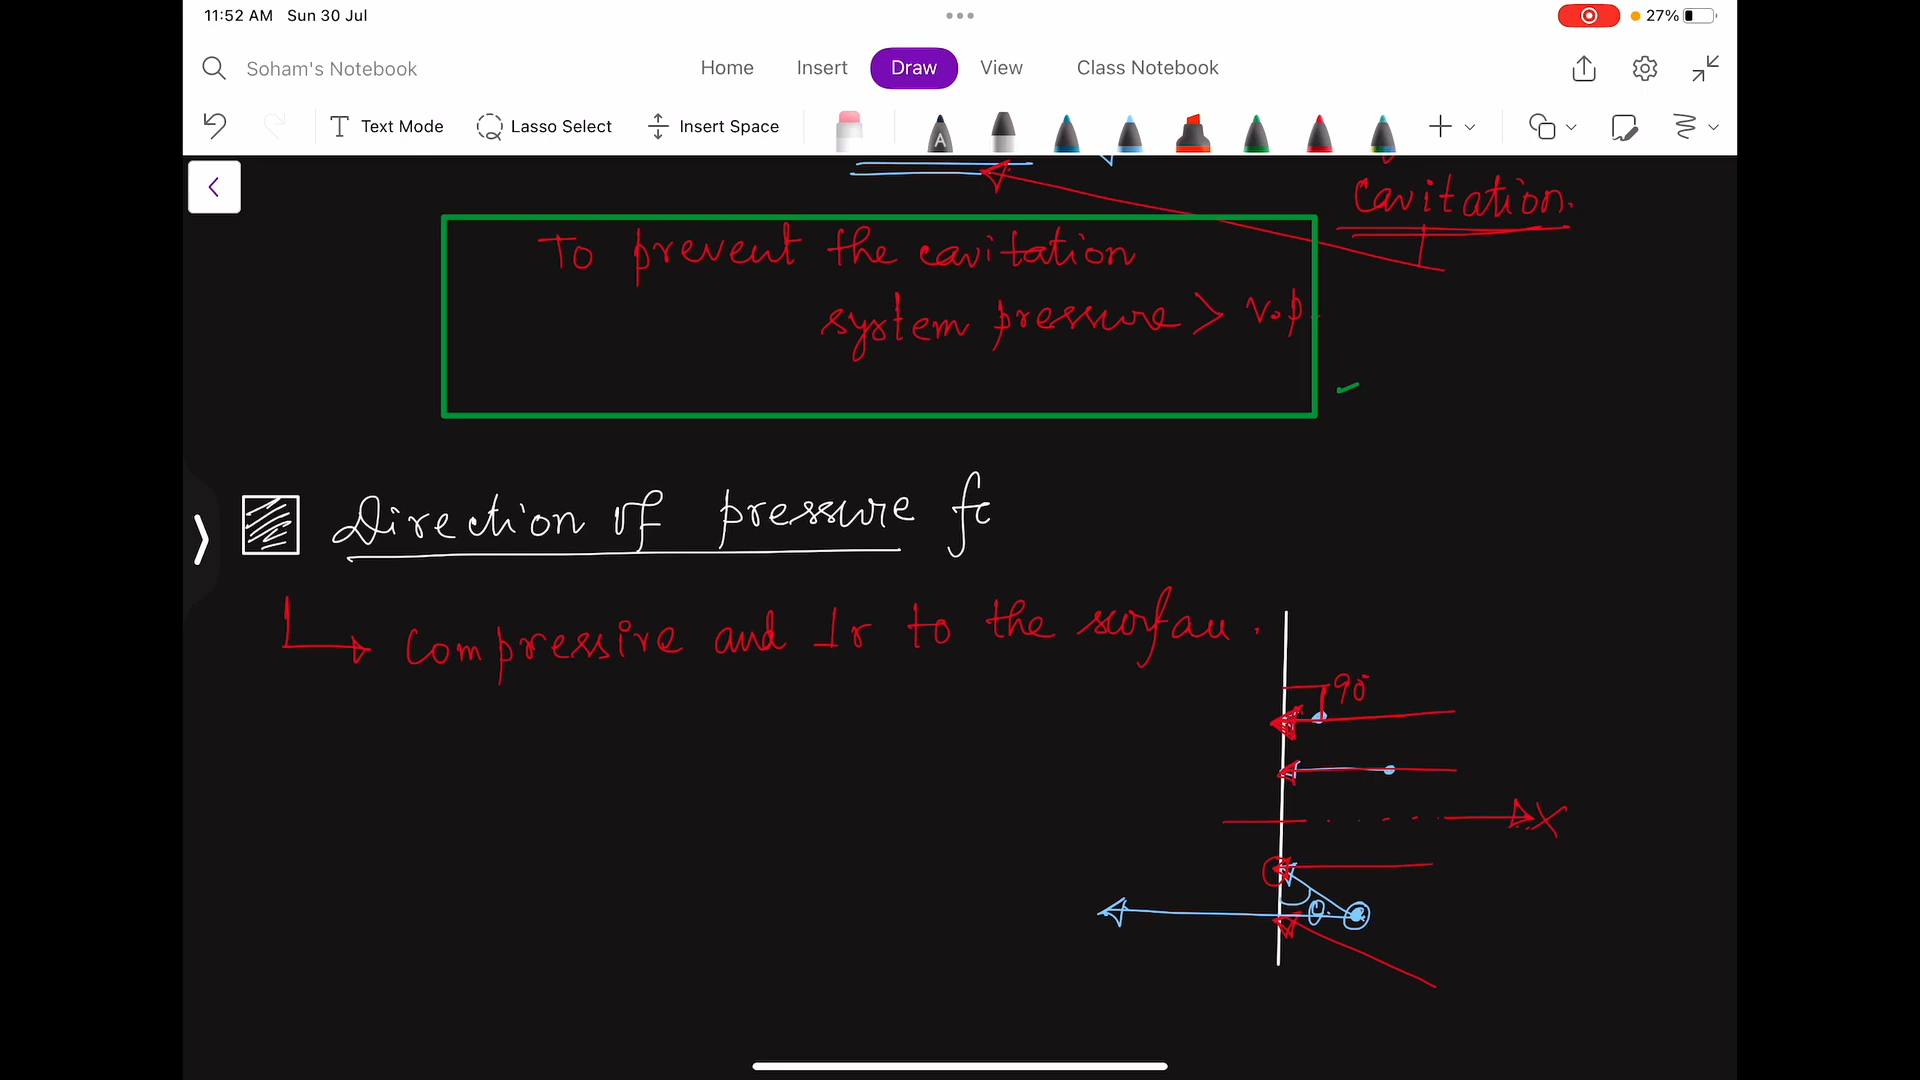 11:52 AM Sun 30 Jul
27%
Soham's Notebook
Home Insert Draw View Class Notebook
Text Mode Lasso Select Insert Space
A
Cavitation.
To prevent the cavitation
system pressure > v.p.
Direction of pressure fc
Compressive and ⊥r to the surface.
90°
X
θ.